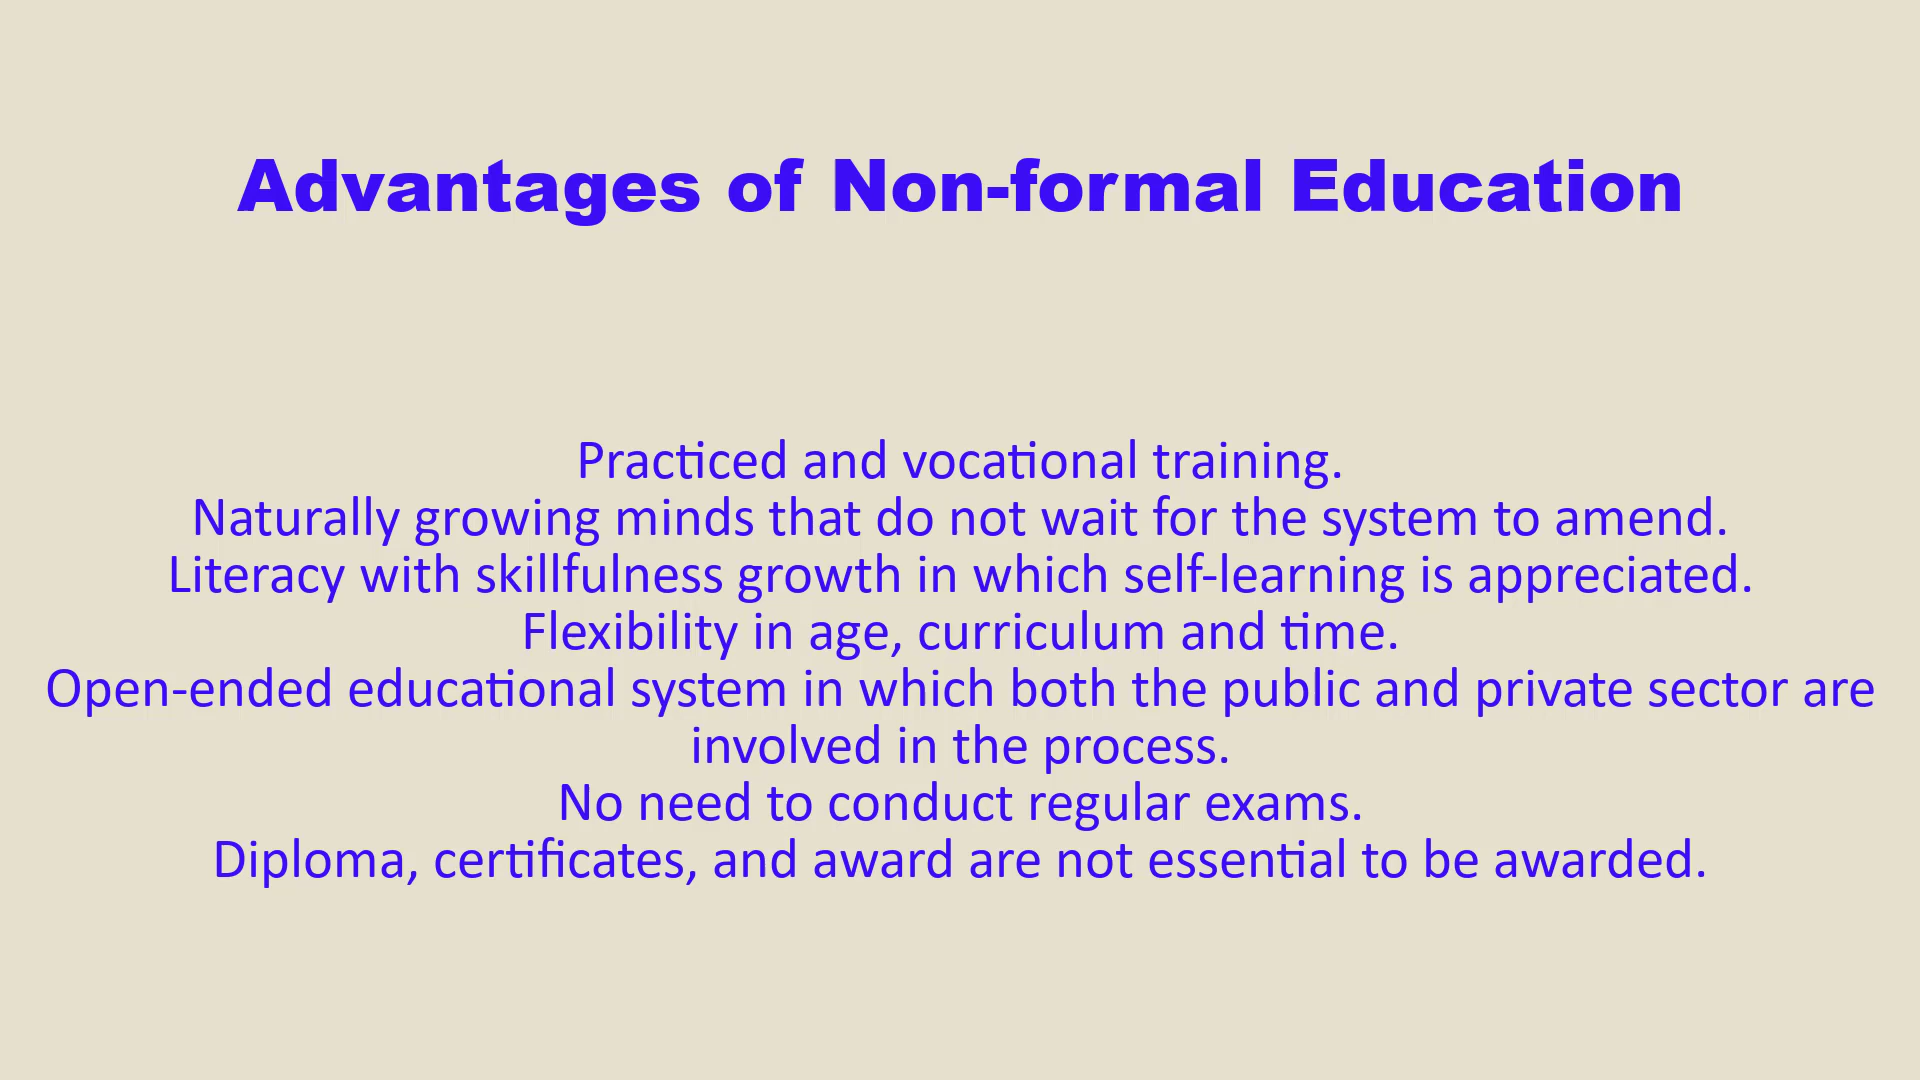 Advantages of Non-formal Education
Practiced and vocational training.
Naturally growing minds that do not wait for the system to amend.
Literacy with skillfulness growth in which self-learning is appreciated.
Flexibility in age, curriculum and time.
Open-ended educational system in which both the public and private sector are
involved in the process.
No need to conduct regular exams.
Diploma, certificates, and award are not essential to be awarded.